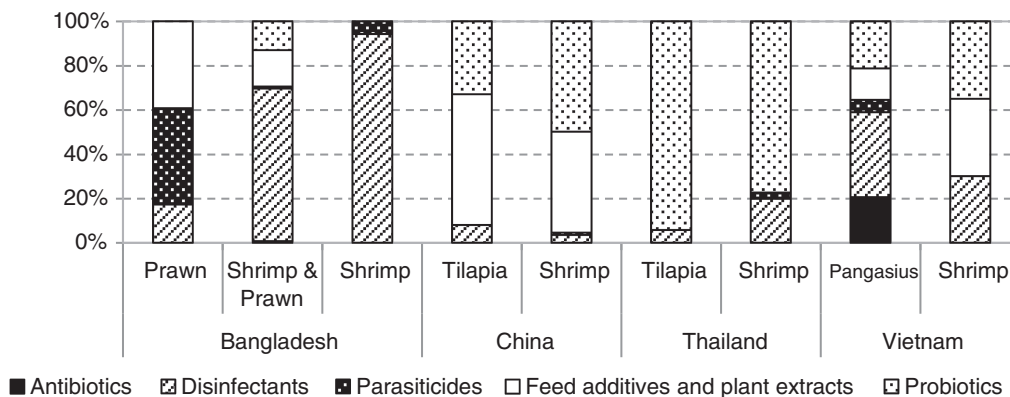 100%
80%
60%
40%
20%
0%
Prawn Shrimp & Shrimp Tilapia Shrimp Tilapia Shrimp Pangasius Shrimp
Prawn
Bangladesh China Thailand Vietnam
Antibiotics Disinfectants Parasiticides Feed additives and plant extracts Probiotics